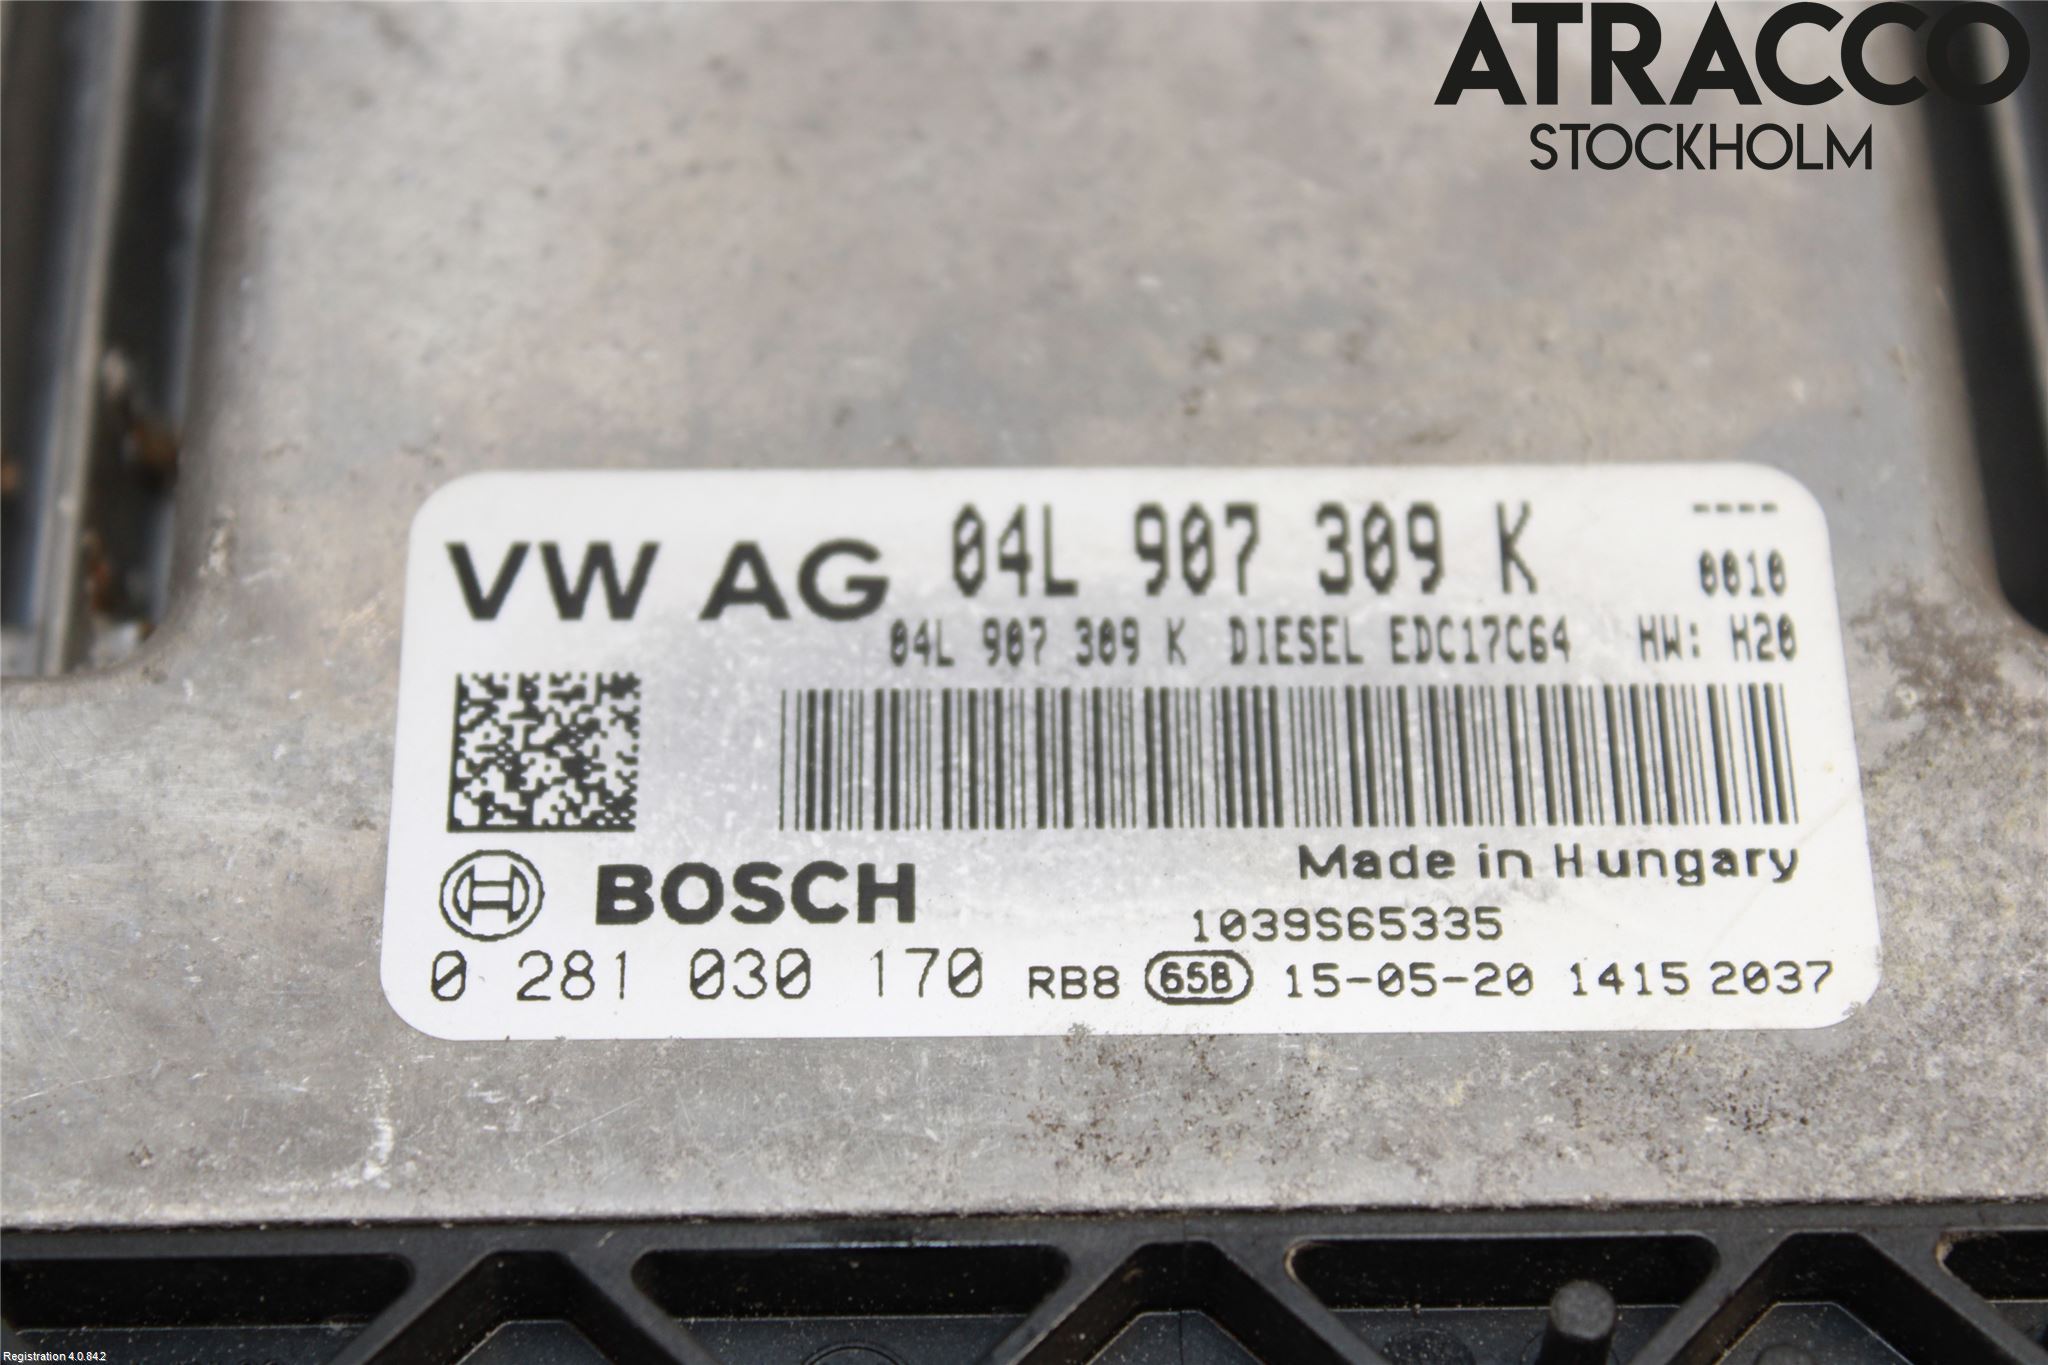 ATRACCO
STOCKHOLM
VW AG 04L 907 309 K ----
0010
04L 907 309 K DIESEL EDC17C64 HW: H20
BOSCH
Made in Hungary
1039S65335
0 281 030 170 RB8 65B 15-05-20 1415 2037
Registration 4.0.84.2